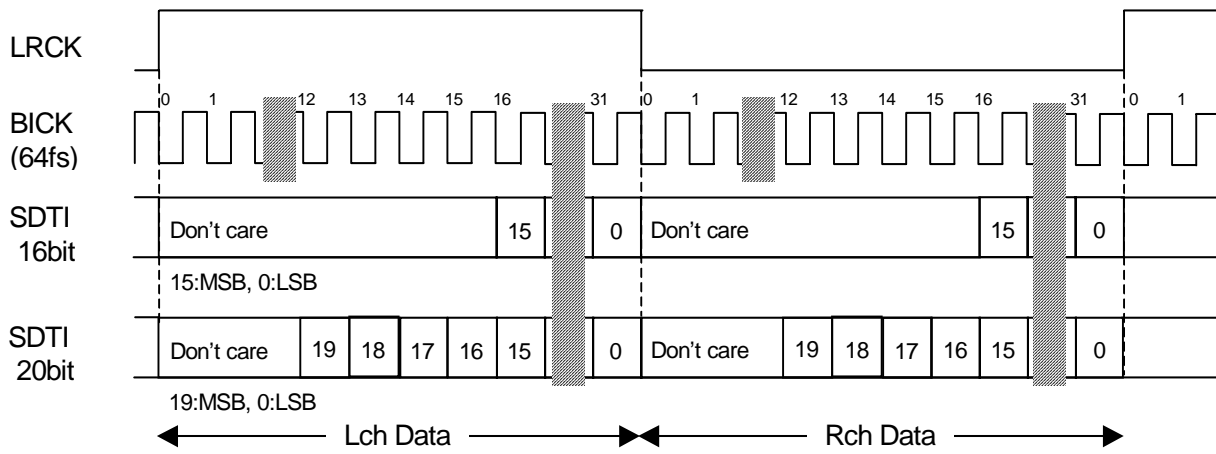 LRCK
0 1 12 13 14 15 16 31 0 1 12 13 14 15 16 31 0 1
BICK
(64fs)
SDTI
16bit
Don't care 15 0 Don't care 15 0
15:MSB, 0:LSB
SDTI
20bit
Don't care 19 18 17 16 15 0 Don't care 19 18 17 16 15 0
19:MSB, 0:LSB
Lch Data Rch Data